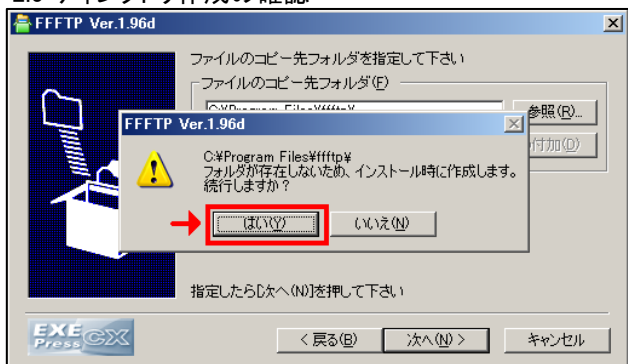 FFFTP Ver.1.96d
ファイルのコピー先フォルダを指定して下さい
ファイルのコピー先フォルダ(F)
参照(R)...
付加(D)
FFFTP Ver.1.96d
C:¥Program Files¥ffftp¥
フォルダが存在しないため、インストール時に作成します。
続行しますか?
はい(Y)
いいえ(N)
指定したら[次へ(N)]を押して下さい
EXE
Press
GX
< 戻る(B)
次へ(N) >
キャンセル